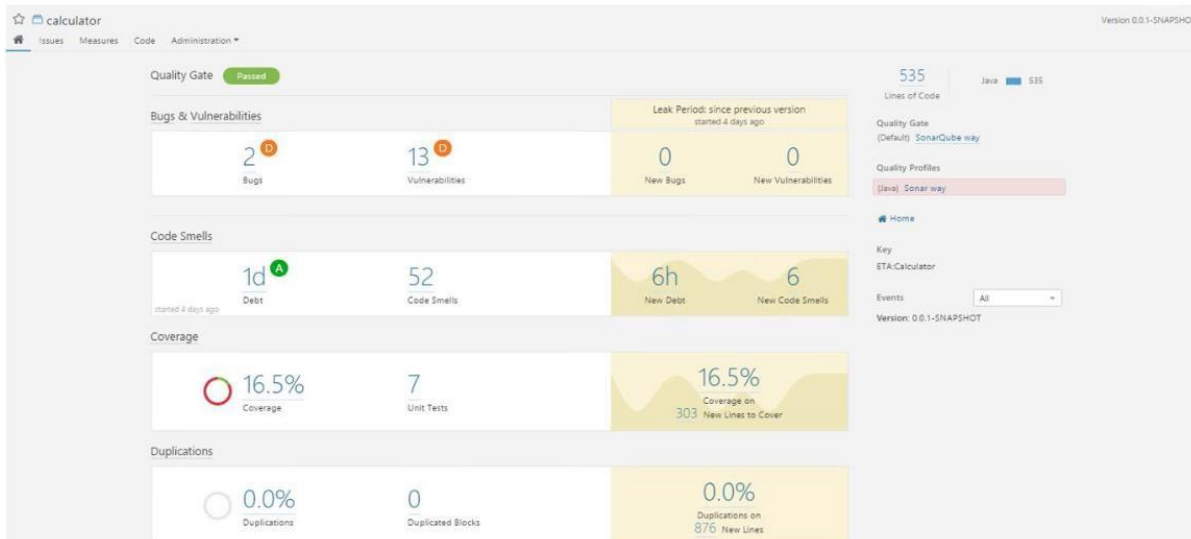 calculator
Version 0.0.1-SNAPSHO
Issues Measures Code Administration
Quality Gate Passed
Bugs & Vulnerabilities
Leak Period: since previous version
started 4 days ago
2 D
Bugs
13 D
Vulnerabilities
0
New Bugs
0
New Vulnerabilities
Code Smells
1d A
Debt
started 4 days ago
52
Code Smells
6h
New Debt
6
New Code Smells
Coverage
16.5%
Coverage
7
Unit Tests
16.5%
Coverage on
303 New Lines to Cover
Duplications
0.0%
Duplications
0
Duplicated Blocks
0.0%
Duplications on
876 New Lines
535
Lines of Code
Java 535
Quality Gate
(Default) SonarQube way
Quality Profiles
(Java) Sonar way
Home
Key
ETA:Calculator
Events All
Version: 0.0.1-SNAPSHOT